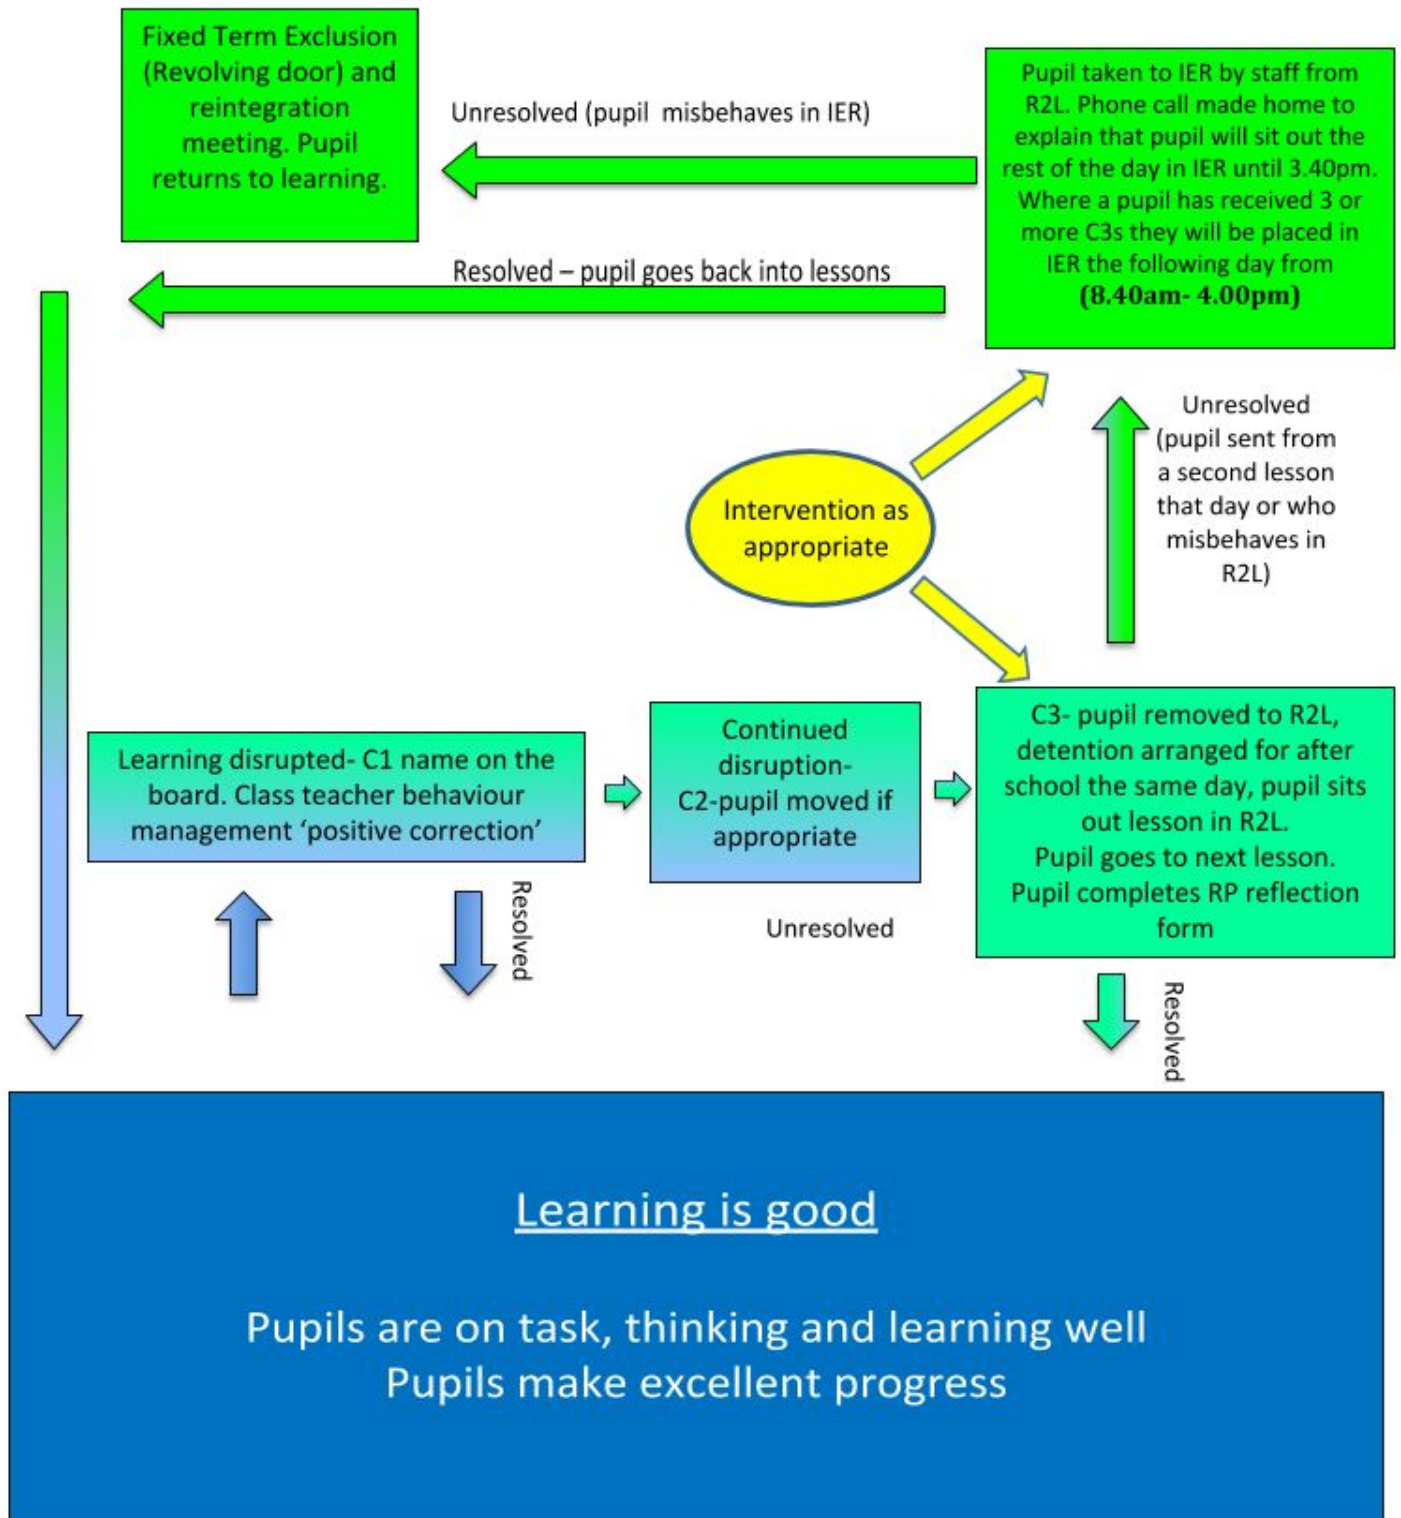 Fixed Term Exclusion
(Revolving door) and
reintegration
meeting. Pupil
returns to learning.
Unresolved (pupil  misbehaves in IER)
Pupil taken to IER by staff from
R2L. Phone call made home to
explain that pupil will sit out the
rest of the day in IER until 3.40pm.
Where a pupil has received 3 or
more C3s they will be placed in
IER the following day from
(8.40am- 4.00pm)
Resolved – pupil goes back into lessons
Unresolved
(pupil sent from
a second lesson
that day or who
misbehaves in
R2L)
Intervention as
appropriate
Learning disrupted- C1 name on the
board. Class teacher behaviour
management ‘positive correction’
Continued
disruption-
C2-pupil moved if
appropriate
C3- pupil removed to R2L,
detention arranged for after
school the same day, pupil sits
out lesson in R2L.
Pupil goes to next lesson.
Pupil completes RP reflection
form
Resolved
Unresolved
Resolved
Learning is good
Pupils are on task, thinking and learning well
Pupils make excellent progress